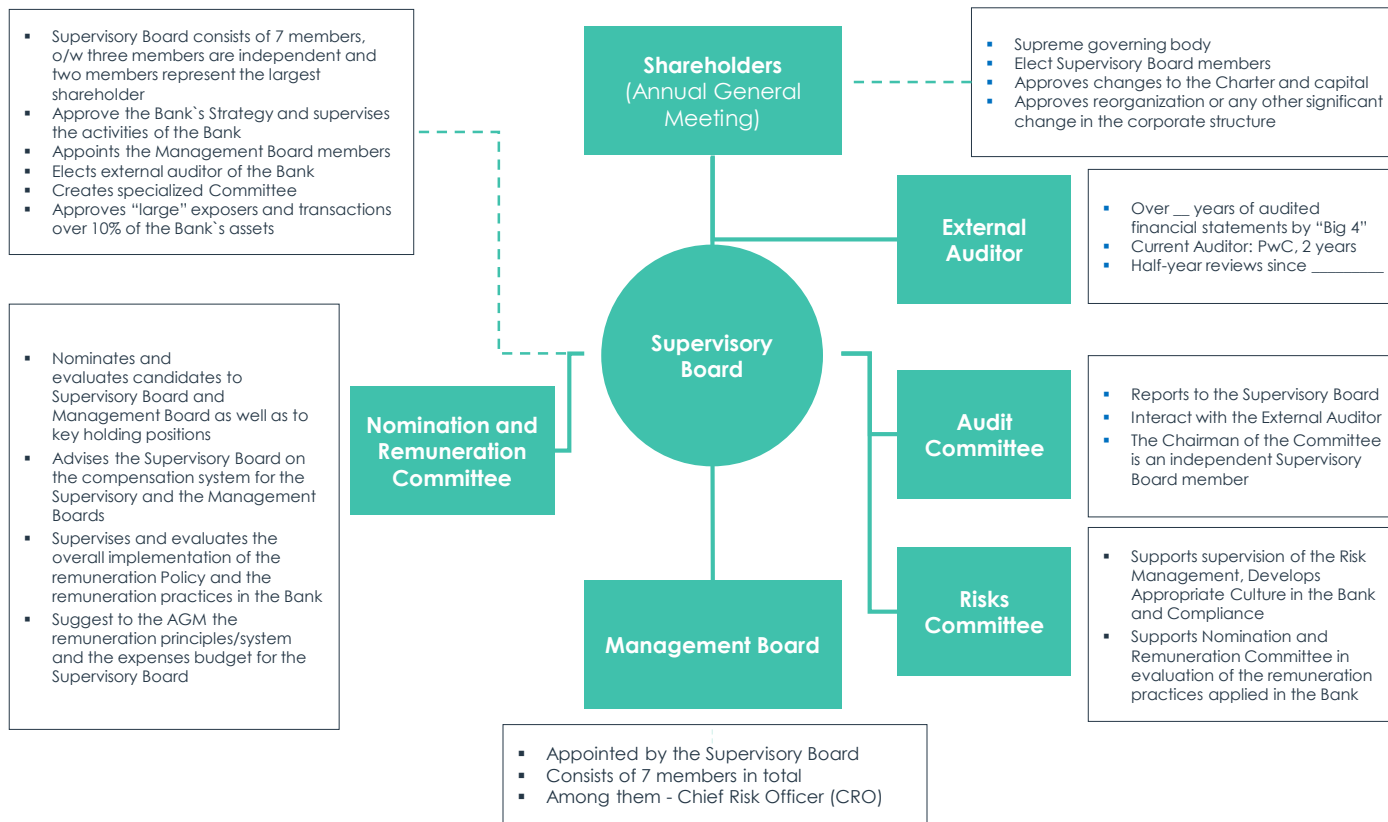 ▪ Supervisory Board consists of 7 members,
o/w three members are independent and
two members represent the largest
shareholder
▪ Approve the Bank`s Strategy and supervises
the activities of the Bank
▪ Appoints the Management Board members
▪ Elects external auditor of the Bank
▪ Creates specialized Committee
▪ Approves “large” exposers and transactions
over 10% of the Bank`s assets
Shareholders
(Annual General
Meeting)
▪ Supreme governing body
▪ Elect Supervisory Board members
▪ Approves changes to the Charter and capital
▪ Approves reorganization or any other significant
change in the corporate structure
External
Auditor
▪ Over __ years of audited
financial statements by “Big 4”
▪ Current Auditor: PwC, 2 years
▪ Half-year reviews since ________
Supervisory
Board
▪ Nominates and
evaluates candidates to
Supervisory Board and
Management Board as well as to
key holding positions
▪ Advises the Supervisory Board on
the compensation system for the
Supervisory and the Management
Boards
▪ Supervises and evaluates the
overall implementation of the
remuneration Policy and the
remuneration practices in the Bank
▪ Suggest to the AGM the
remuneration principles/system
and the expenses budget for the
Supervisory Board
Nomination and
Remuneration
Committee
Audit
Committee
▪ Reports to the Supervisory Board
▪ Interact with the External Auditor
▪ The Chairman of the Committee
is an independent Supervisory
Board member
Risks
Committee
▪ Supports supervision of the Risk
Management, Develops
Appropriate Culture in the Bank
and Compliance
▪ Supports Nomination and
Remuneration Committee in
evaluation of the remuneration
practices applied in the Bank
Management Board
▪ Appointed by the Supervisory Board
▪ Consists of 7 members in total
▪ Among them - Chief Risk Officer (CRO)